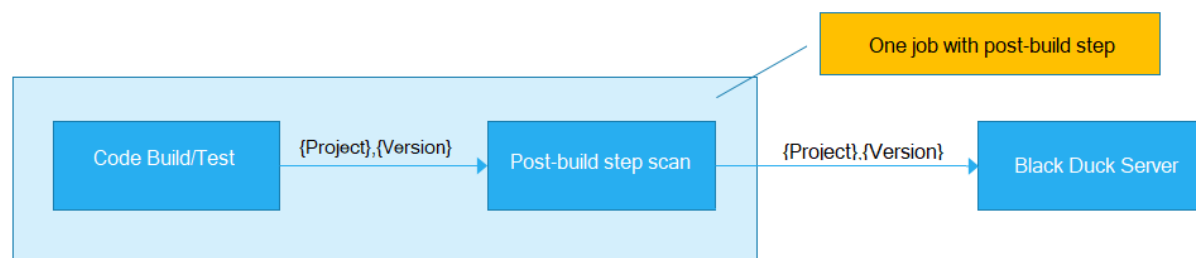 One job with post-build step
Code Build/Test
{Project},{Version}
Post-build step scan
{Project},{Version}
Black Duck Server